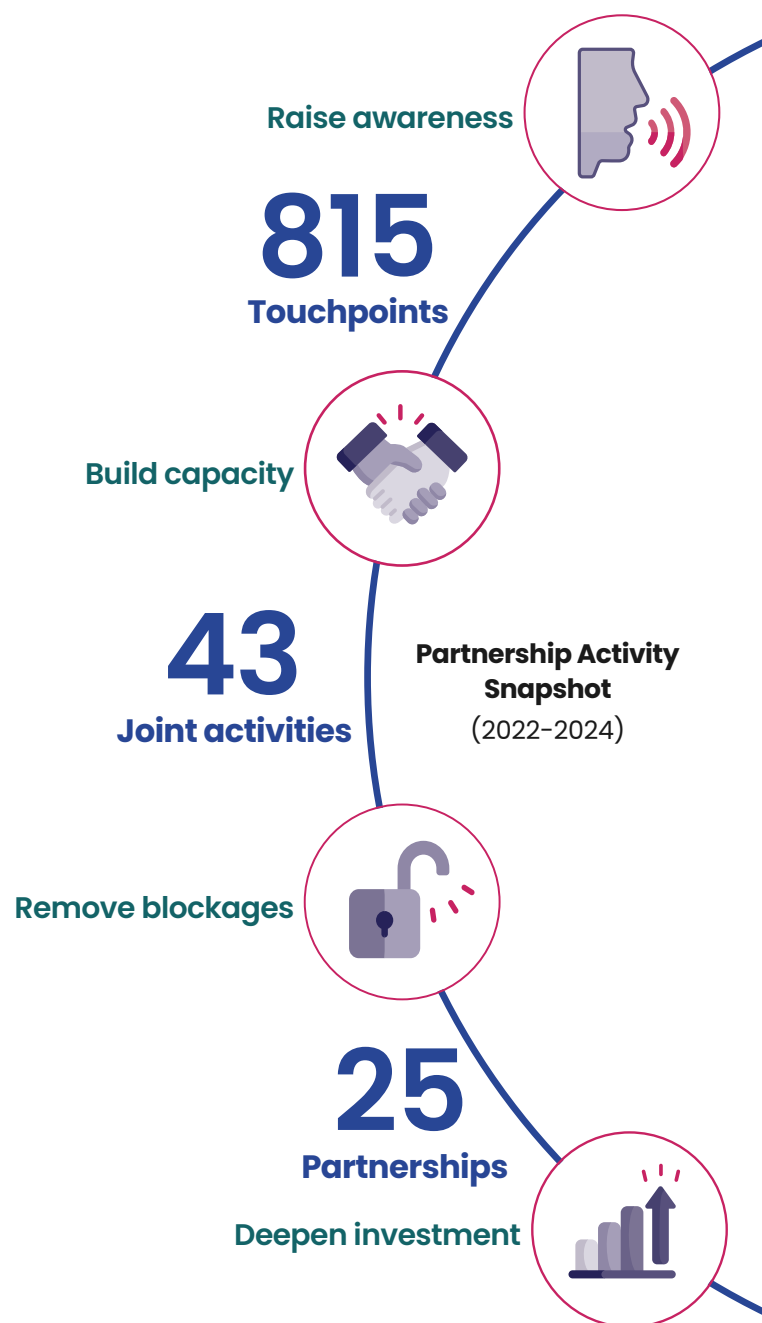 Raise awareness
815
Touchpoints
Build capacity
43
Joint activities
Partnership Activity
Snapshot
(2022-2024)
Remove blockages
25
Partnerships
Deepen investment